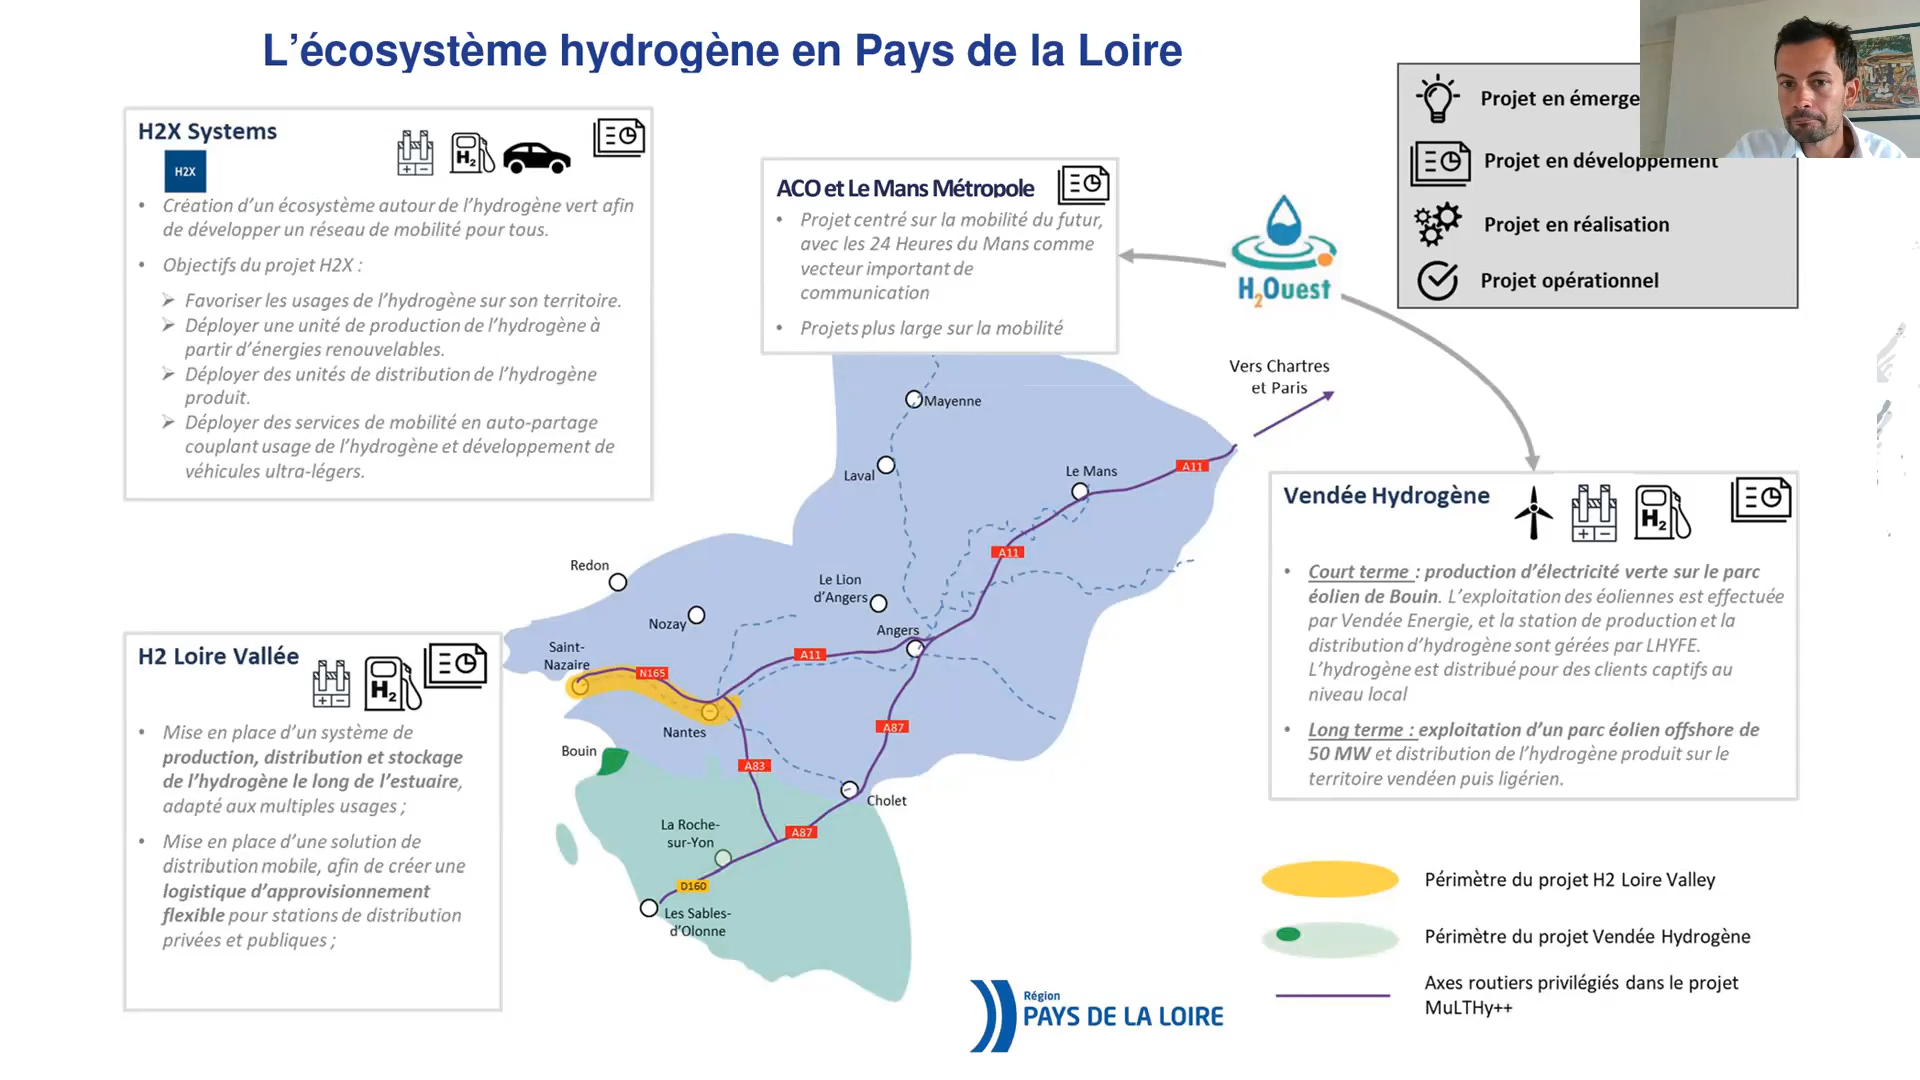 L’écosystème hydrogène en Pays de la Loire
H2X Systems
H2
H2X
• Création d’un écosystème autour de l’hydrogène vert afin
de développer un réseau de mobilité pour tous.
• Objectifs du projet H2X :
➢ Favoriser les usages de l’hydrogène sur son territoire.
➢ Déployer une unité de production de l’hydrogène à
partir d’énergies renouvelables.
➢ Déployer des unités de distribution de l’hydrogène
produit.
➢ Déployer des services de mobilité en auto-partage
couplant usage de l’hydrogène et développement de
véhicules ultra-légers.
ACO et Le Mans Métropole
• Projet centré sur la mobilité du futur,
avec les 24 Heures du Mans comme
vecteur important de
communication
• Projets plus large sur la mobilité
H2Ouest
Projet en émerge
Projet en développement
Projet en réalisation
Projet opérationnel
Vers Chartres
et Paris
Mayenne
Laval
Le Mans
A11
A11
Redon
Le Lion
d’Angers
Nozay
Angers
Saint-
Nazaire
N165
A11
Nantes
A87
Bouin
A83
Cholet
La Roche-
sur-Yon
A87
D160
Les Sables-
d’Olonne
H2 Loire Vallée
H2
• Mise en place d’un système de
production, distribution et stockage
de l’hydrogène le long de l’estuaire,
adapté aux multiples usages ;
• Mise en place d’une solution de
distribution mobile, afin de créer une
logistique d’approvisionnement
flexible pour stations de distribution
privées et publiques ;
Vendée Hydrogène
H2
• Court terme : production d’électricité verte sur le parc
éolien de Bouin. L’exploitation des éoliennes est effectuée
par Vendée Energie, et la station de production et la
distribution d’hydrogène sont gérées par LHYFE.
L’hydrogène est distribué pour des clients captifs au
niveau local
• Long terme : exploitation d’un parc éolien offshore de
50 MW et distribution de l’hydrogène produit sur le
territoire vendéen puis ligérien.
Périmètre du projet H2 Loire Valley
Périmètre du projet Vendée Hydrogène
Axes routiers privilégiés dans le projet
MuLTHy++
Région
PAYS DE LA LOIRE